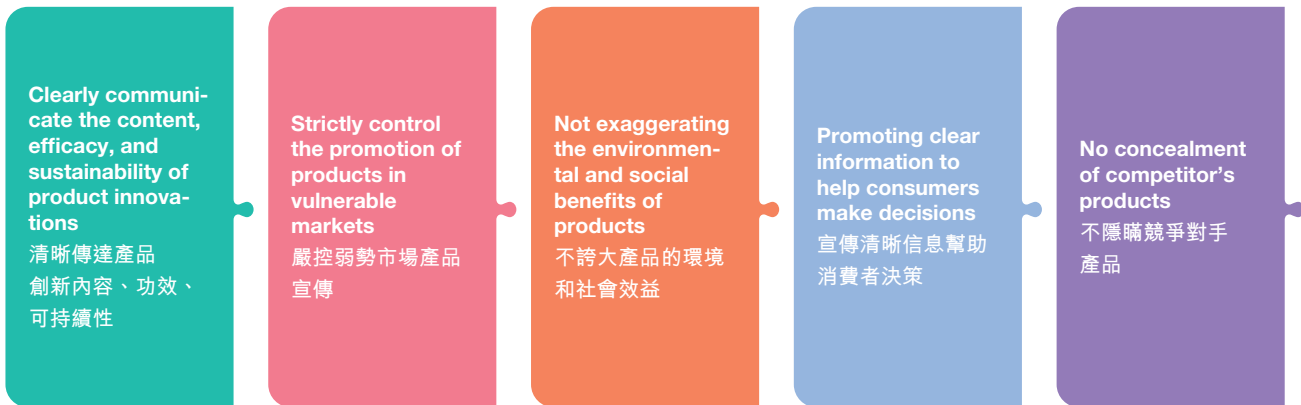 Clearly communi-
cate the content,
efficacy, and
sustainability of
product innova-
tions
清晰傳達產品
創新內容、功效、
可持續性
Strictly control
the promotion of
products in
vulnerable
markets
嚴控弱勢市場產品
宣傳
Not exaggerating
the environmen-
tal and social
benefits of
products
不誇大產品的環境
和社會效益
Promoting clear
information to
help consumers
make decisions
宣傳清晰信息幫助
消費者決策
No concealment
of competitor's
products
不隱瞞競爭對手
產品